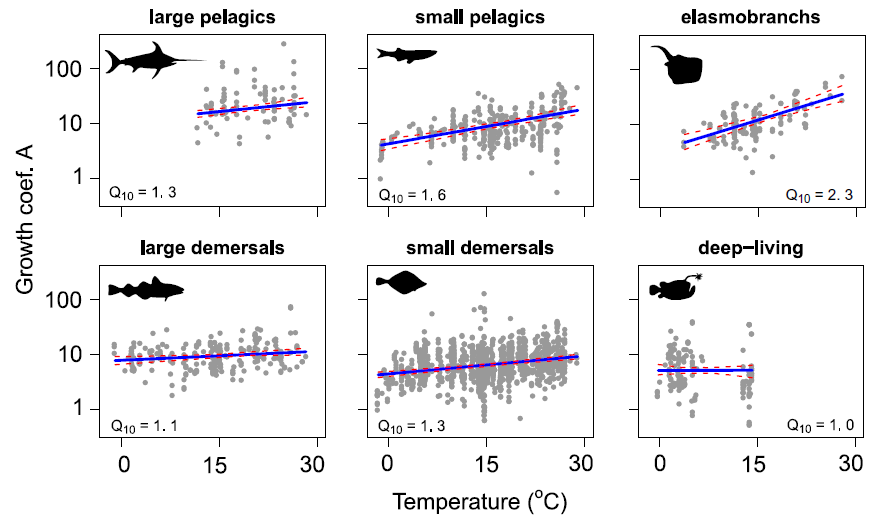 large pelagics
small pelagics
elasmobranchs
100
10
1
Q10 = 1, 3
Q10 = 1, 6
Q10 = 2, 3
Growth coef. A
large demersals
small demersals
deep−living
100
10
1
Q10 = 1, 1
Q10 = 1, 3
Q10 = 1, 0
0 15 30
0 15 30
0 15 30
Temperature (°C)